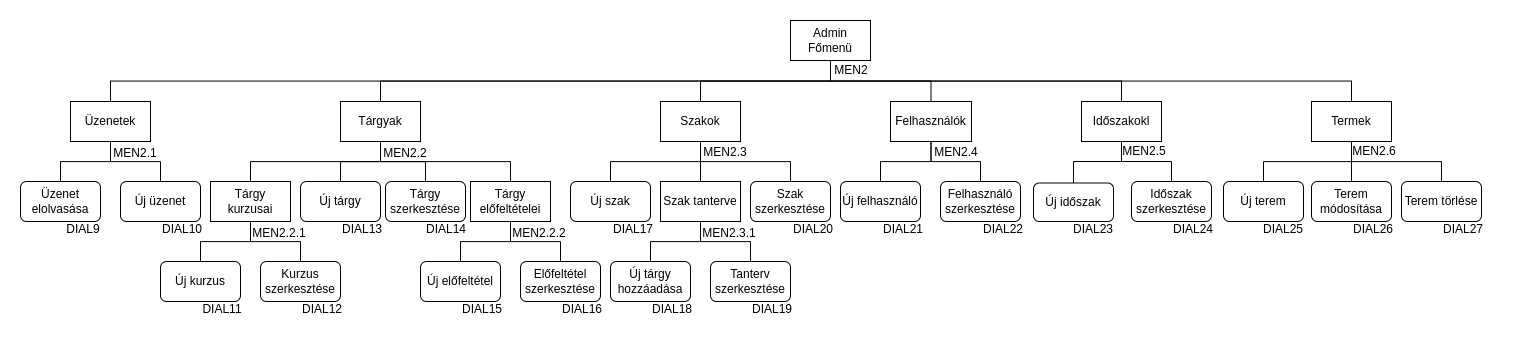 Admin
Főmenü
MEN2
Üzenetek
Tárgyak
Szakok
Felhasználók
Időszakokl
Termek
MEN2.1
MEN2.2
MEN2.3
MEN2.4
MEN2.5
MEN2.6
Üzenet
elolvasása
Új üzenet
Tárgy
kurzusai
Új tárgy
Tárgy
szerkesztése
Tárgy
előfeltételei
Új szak
Szak tanterve
Szak
szerkesztése
Új felhasználó
Felhasználó
szerkesztése
Új időszak
Időszak
szerkesztése
Új terem
Terem
módosítása
Terem törlése
DIAL9
DIAL10
MEN2.2.1
DIAL13
DIAL14
MEN2.2.2
DIAL17
MEN2.3.1
DIAL20
DIAL21
DIAL22
DIAL23
DIAL24
DIAL25
DIAL26
DIAL27
Új kurzus
Kurzus
szerkesztése
Új előfeltétel
Előfeltétel
szerkesztése
Új tárgy
hozzáadása
Tanterv
szerkesztése
DIAL11
DIAL12
DIAL15
DIAL16
DIAL18
DIAL19